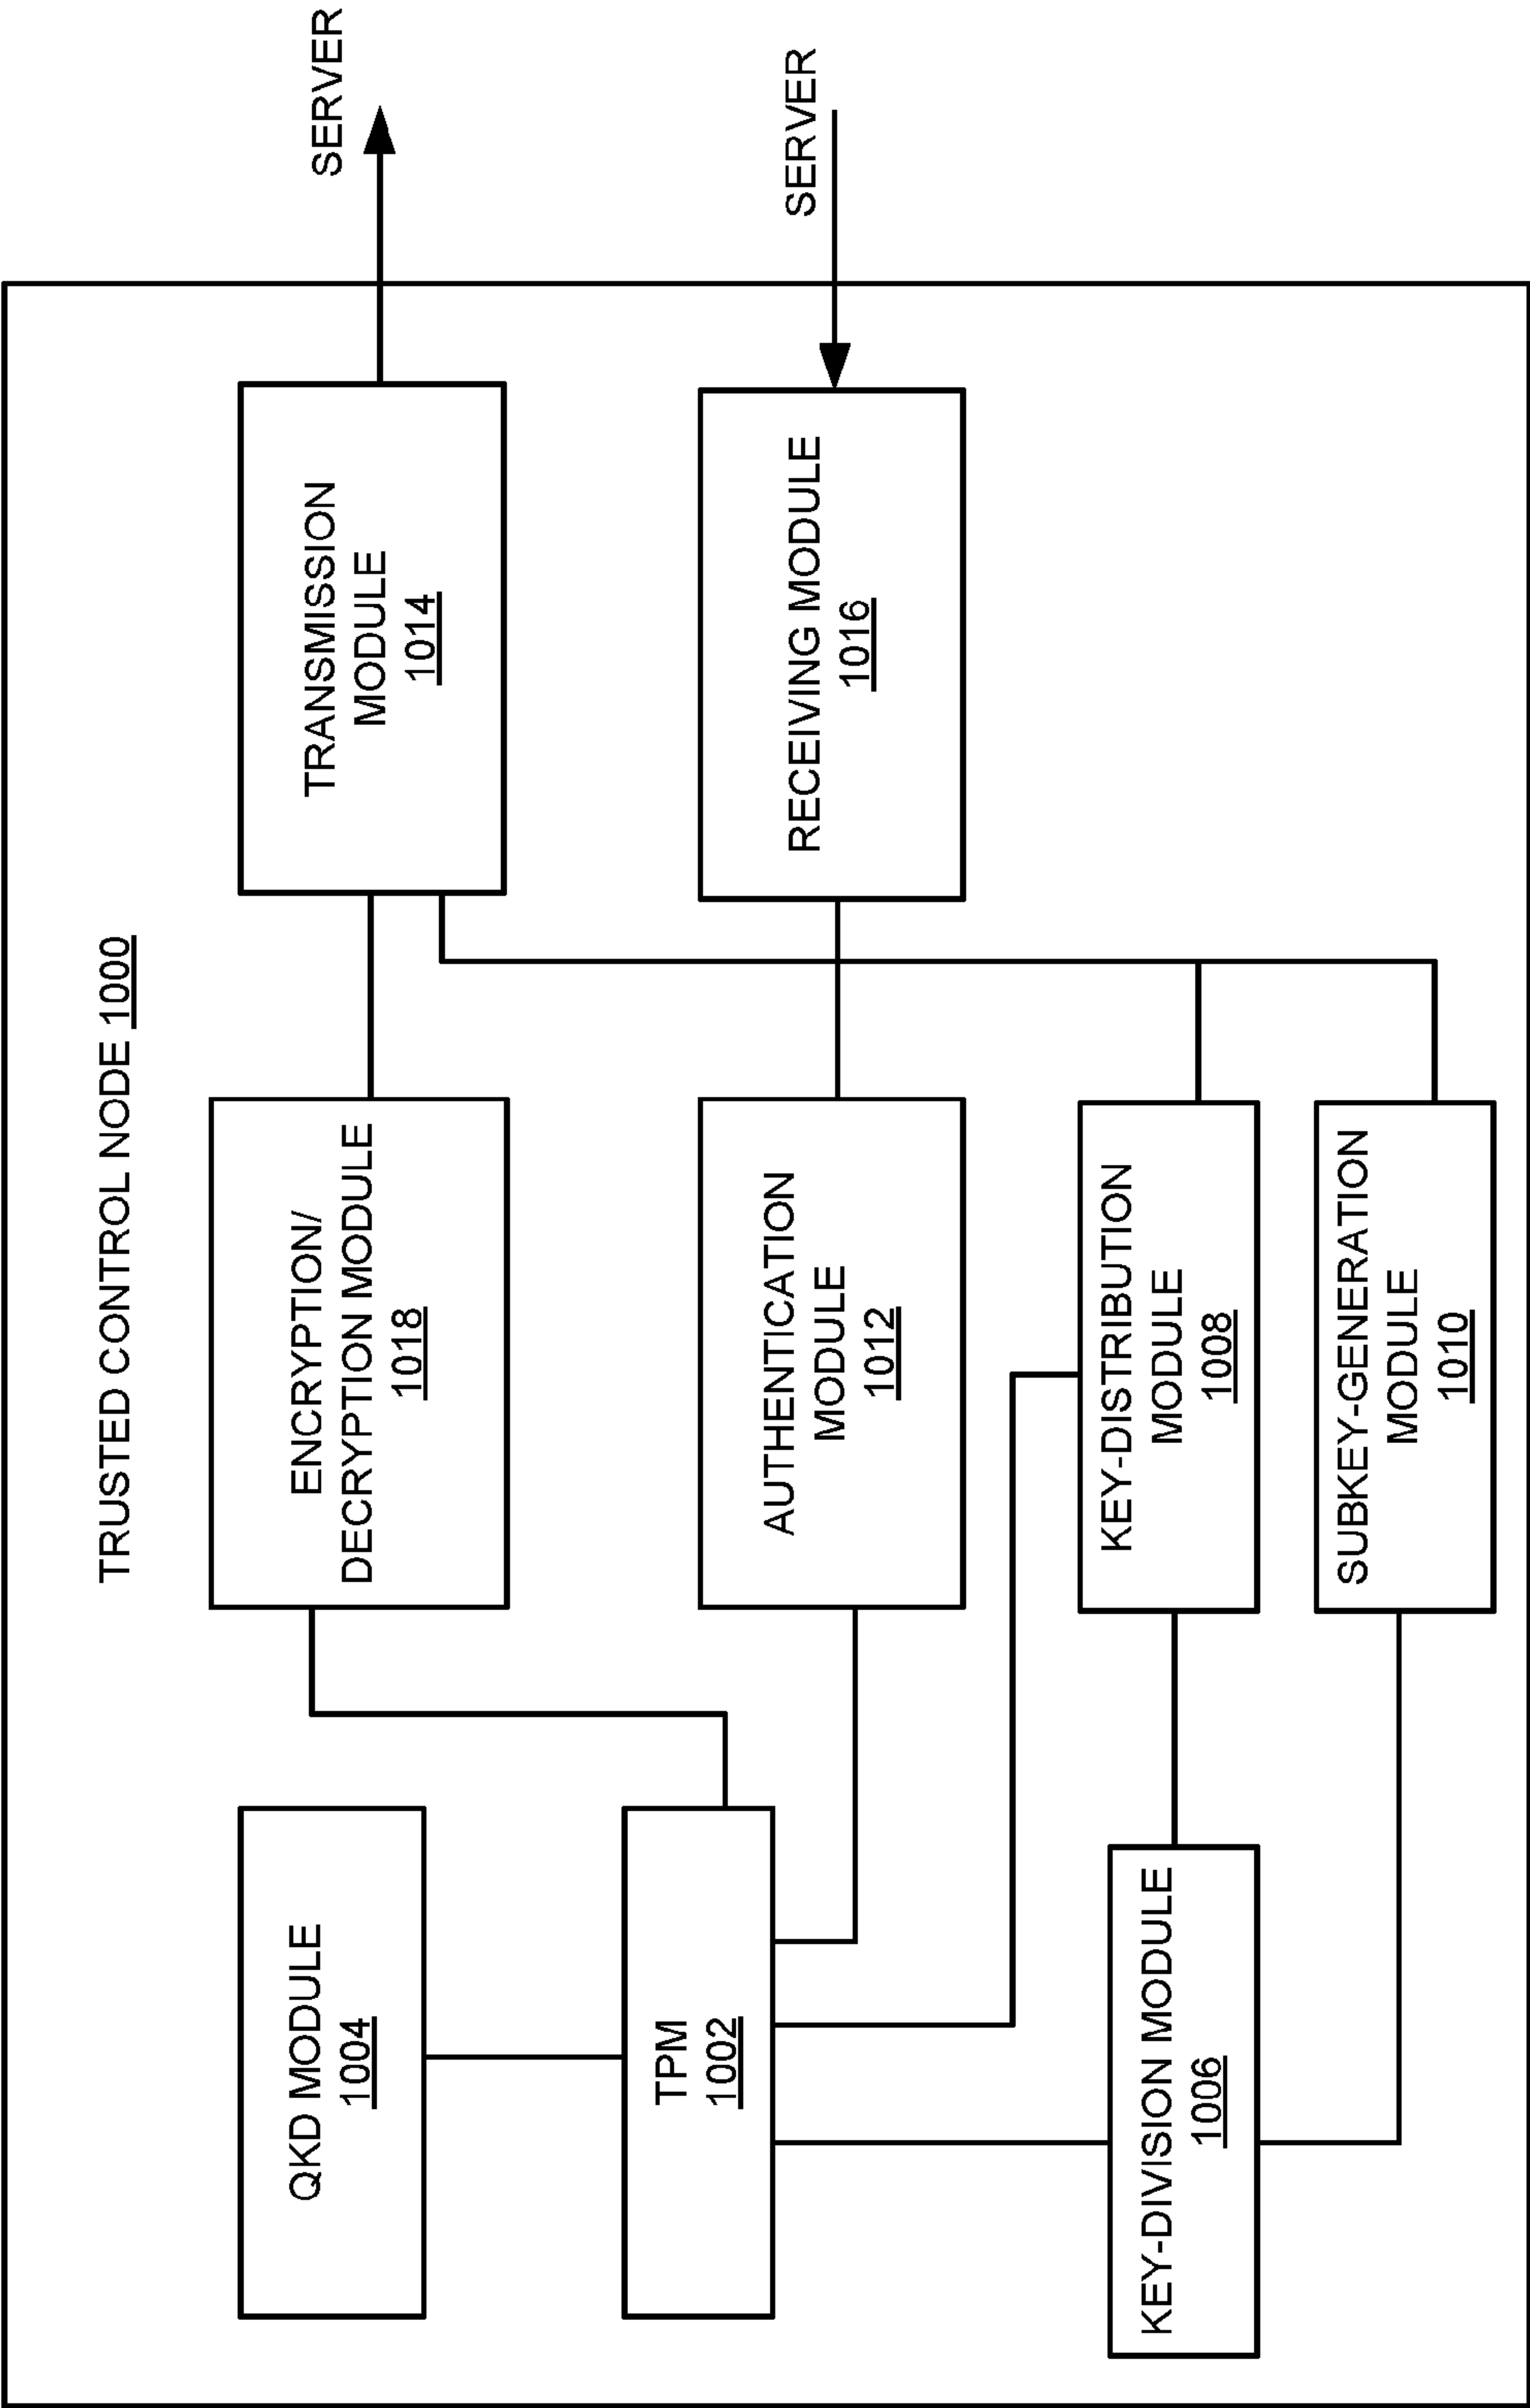 TRUSTED CONTROL NODE 1000
QKD MODULE
1004
ENCRYPTION/
DECRYPTION MODULE
1018
TRANSMISSION
MODULE
1014
SERVER
TPM
1002
AUTHENTICATION
MODULE
1012
RECEIVING MODULE
1016
SERVER
KEY-DIVISION MODULE
1006
KEY-DISTRIBUTION
MODULE
1008
SUBKEY-GENERATION
MODULE
1010